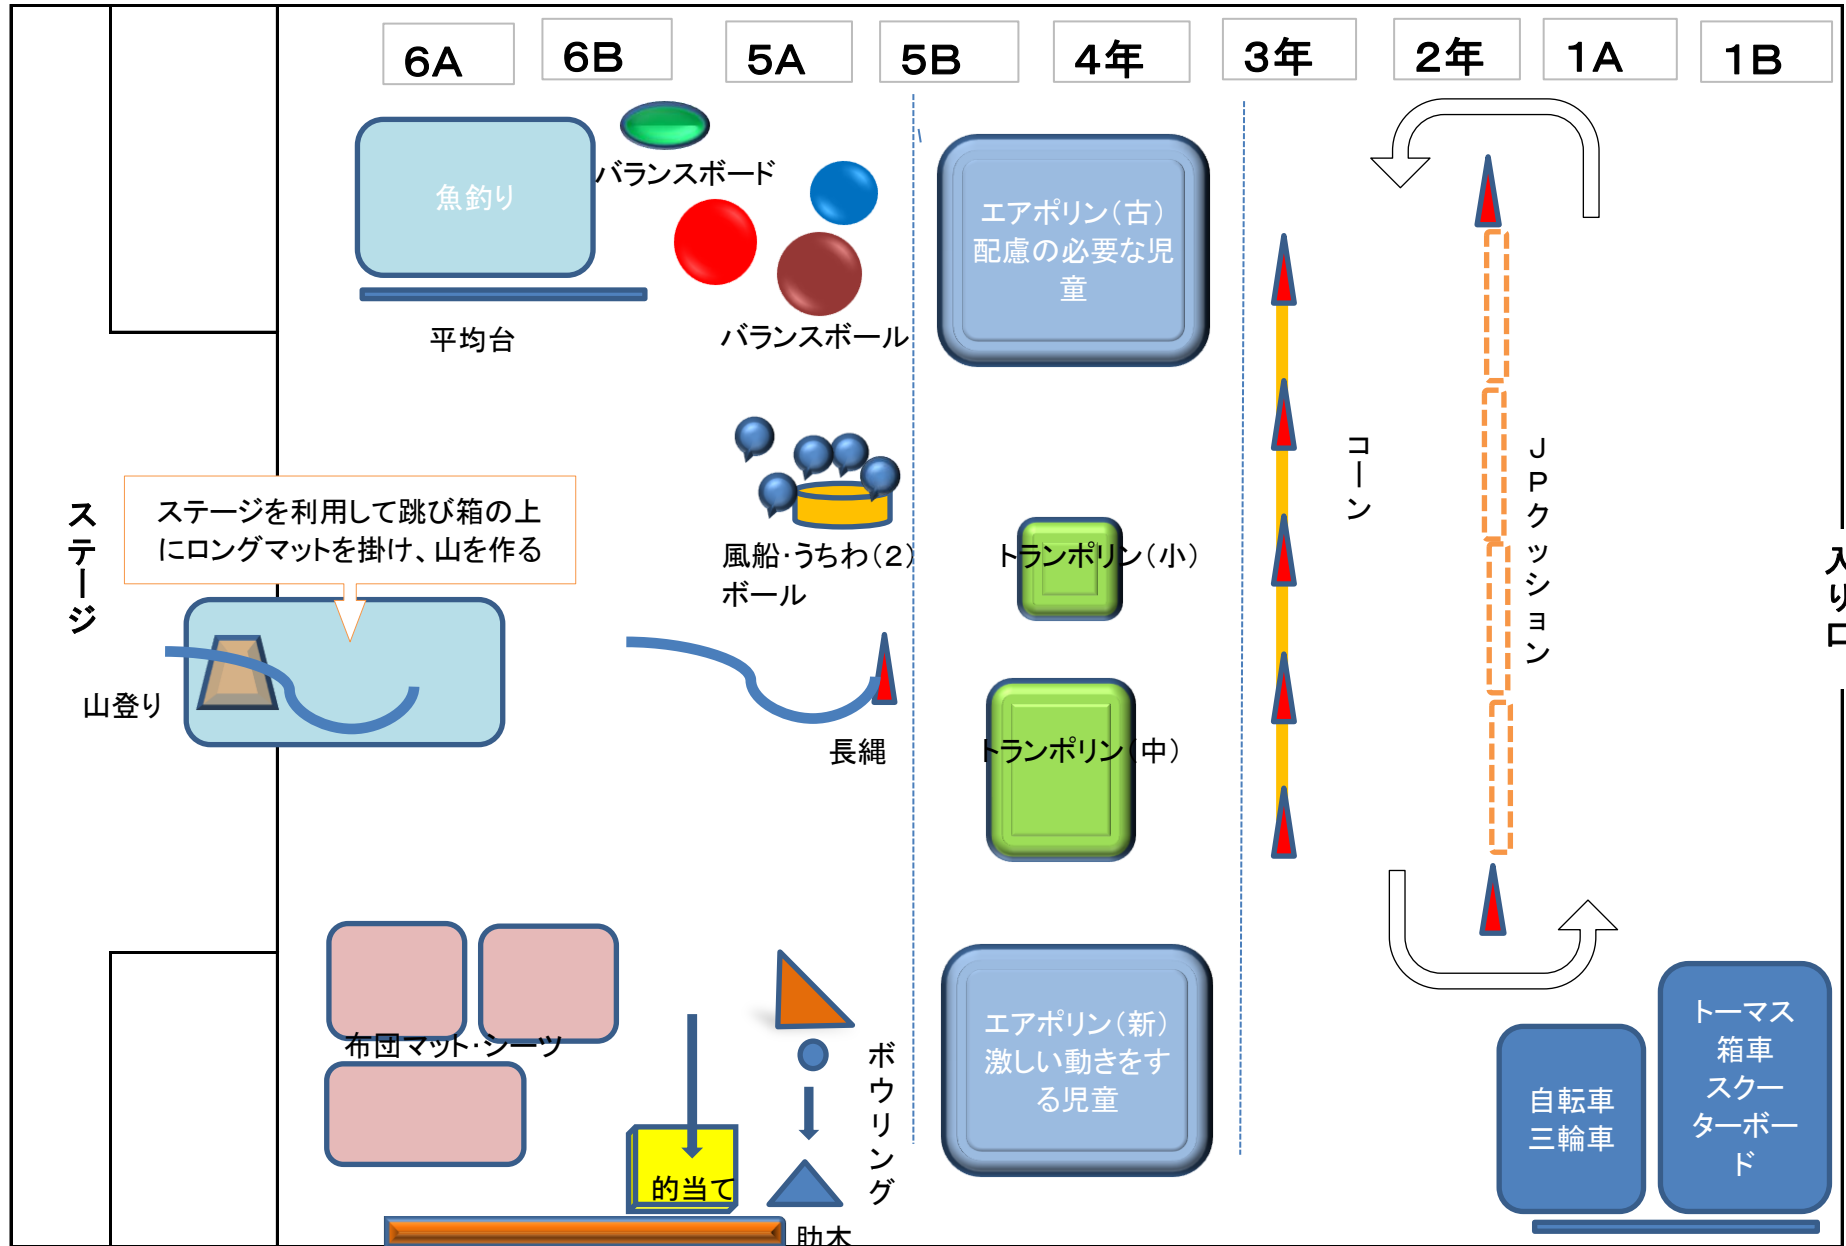 6A
6B
5A
5B
4年
3年
2年
1A
1B
魚釣り
バランスボード
エアポリン（古）
配慮の必要な児
童
平均台
バランスボール
ステージ
ステージを利用して跳び箱の上
にロングマットを掛け、山を作る
風船・うちわ（2）
ボール
トランポリン（小）
コーン
JPクッション
入り口
山登り
長縄
トランポリン（中）
布団マット・シーツ
ボウリング
エアポリン（新）
激しい動きをす
る児童
的当て
助木
自転車
三輪車
トーマス
箱車
スクー
ターボー
ド